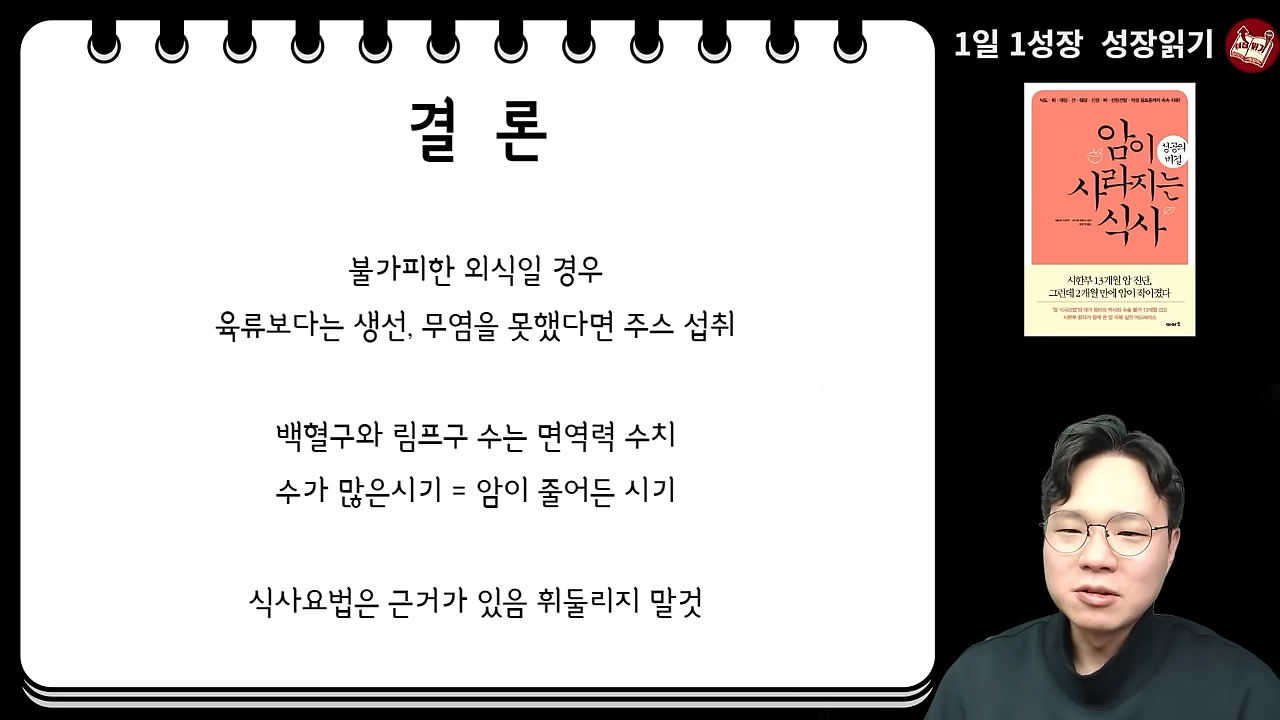 결 론
불가피한 외식일 경우
육류보다는 생선, 무염을 못했다면 주스 섭취
백혈구와 림프구 수는 면역력 수치
수가 많은시기 = 암이 줄어든 시기
식사요법은 근거가 있음 휘둘리지 말것
1일 1성장 성장읽기
암이
성공의
비결
사라지는
식사
시한부 13개월 암 진단,
그런데 2개월 만에 암이 작아졌다